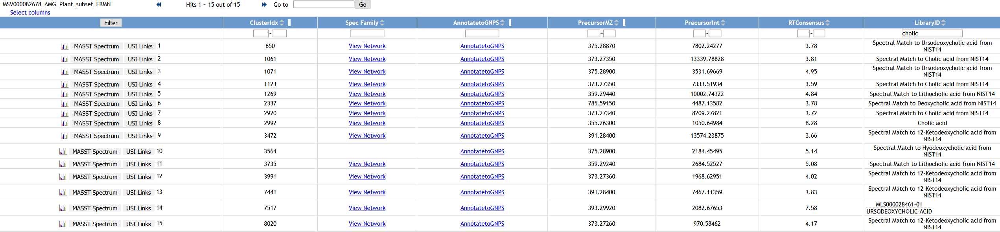 MSV000082678_AMG_Plant_subset_FBMN Hits 1 ~ 15 out of 15 Go to Go
Select columns
Filter ClusterIdx Spec Family AnnotatetoGNPS PrecursorMZ PrecursorInt RTConsensus LibraryID
~ ~ ~ ~ cholic
MASST Spectrum USI Links 1 650 View Network AnnotatetoGNPS 375.28870 7802.24277 3.78 Spectral Match to Ursodeoxycholic acid from
NIST14
MASST Spectrum USI Links 2 1061 View Network AnnotatetoGNPS 373.27350 13339.78828 3.81 Spectral Match to Cholic acid from NIST14
MASST Spectrum USI Links 3 1071 View Network AnnotatetoGNPS 375.28900 3531.69669 4.95 Spectral Match to Ursodeoxycholic acid from
NIST14
MASST Spectrum USI Links 4 1123 View Network AnnotatetoGNPS 373.27350 7333.51934 3.59 Spectral Match to Cholic acid from NIST14
MASST Spectrum USI Links 5 1269 View Network AnnotatetoGNPS 359.29440 10002.74322 4.84 Spectral Match to Lithocholic acid from NIST14
MASST Spectrum USI Links 6 2337 View Network AnnotatetoGNPS 785.59150 4487.13582 3.78 Spectral Match to Deoxycholic acid from NIST14
MASST Spectrum USI Links 7 2920 View Network AnnotatetoGNPS 373.27340 8209.27821 3.72 Spectral Match to Cholic acid from NIST14
MASST Spectrum USI Links 8 2992 View Network AnnotatetoGNPS 355.26300 1050.64984 8.28 Cholic acid
MASST Spectrum USI Links 9 3472 View Network AnnotatetoGNPS 391.28400 13574.23875 3.66 Spectral Match to 12-Ketodeoxycholic acid from
NIST14
MASST Spectrum USI Links 10 3564 AnnotatetoGNPS 375.28900 2184.45495 5.14 Spectral Match to Hyodeoxycholic acid from
NIST14
MASST Spectrum USI Links 11 3735 View Network AnnotatetoGNPS 359.29240 2684.52527 5.08 Spectral Match to Lithocholic acid from NIST14
MASST Spectrum USI Links 12 3991 View Network AnnotatetoGNPS 373.27360 1968.62951 4.02 Spectral Match to 12-Ketodeoxycholic acid from
NIST14
MASST Spectrum USI Links 13 7441 View Network AnnotatetoGNPS 391.28400 7467.11359 3.83 Spectral Match to 12-Ketodeoxycholic acid from
NIST14
MASST Spectrum USI Links 14 7517 View Network AnnotatetoGNPS 393.29920 2082.67653 7.58 MLS000028461-01
URSODEOXYCHOLIC ACID
MASST Spectrum USI Links 15 8020 View Network AnnotatetoGNPS 373.27260 970.58462 4.17 Spectral Match to 12-Ketodeoxycholic acid from
NIST14